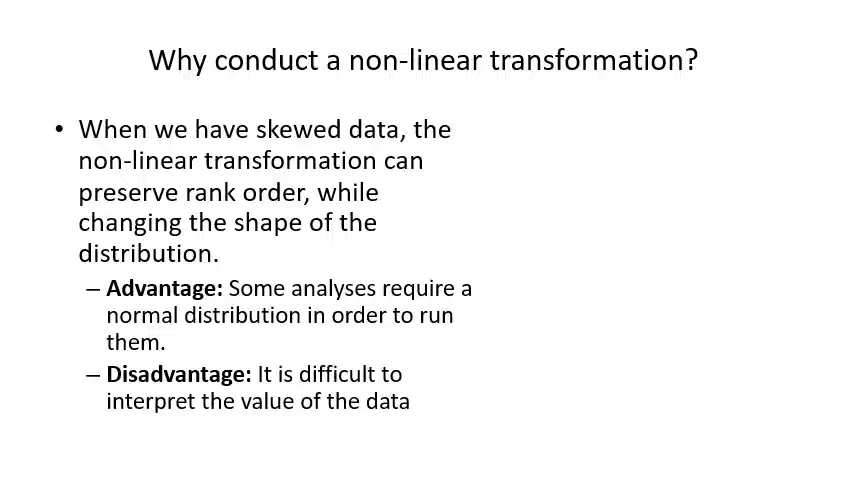 Why conduct a non-linear transformation?
• When we have skewed data, the
non-linear transformation can
preserve rank order, while
changing the shape of the
distribution.
– Advantage: Some analyses require a
normal distribution in order to run
them.
– Disadvantage: It is difficult to
interpret the value of the data